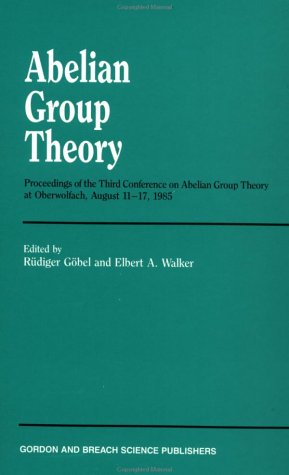 Abelian
Group
Theory
Proceedings of the Third Conference on Abelian Group Theory
at Oberwolfach, August 11–17, 1985
Edited by
Rüdiger Göbel and Elbert A. Walker
GORDON AND BREACH SCIENCE PUBLISHERS